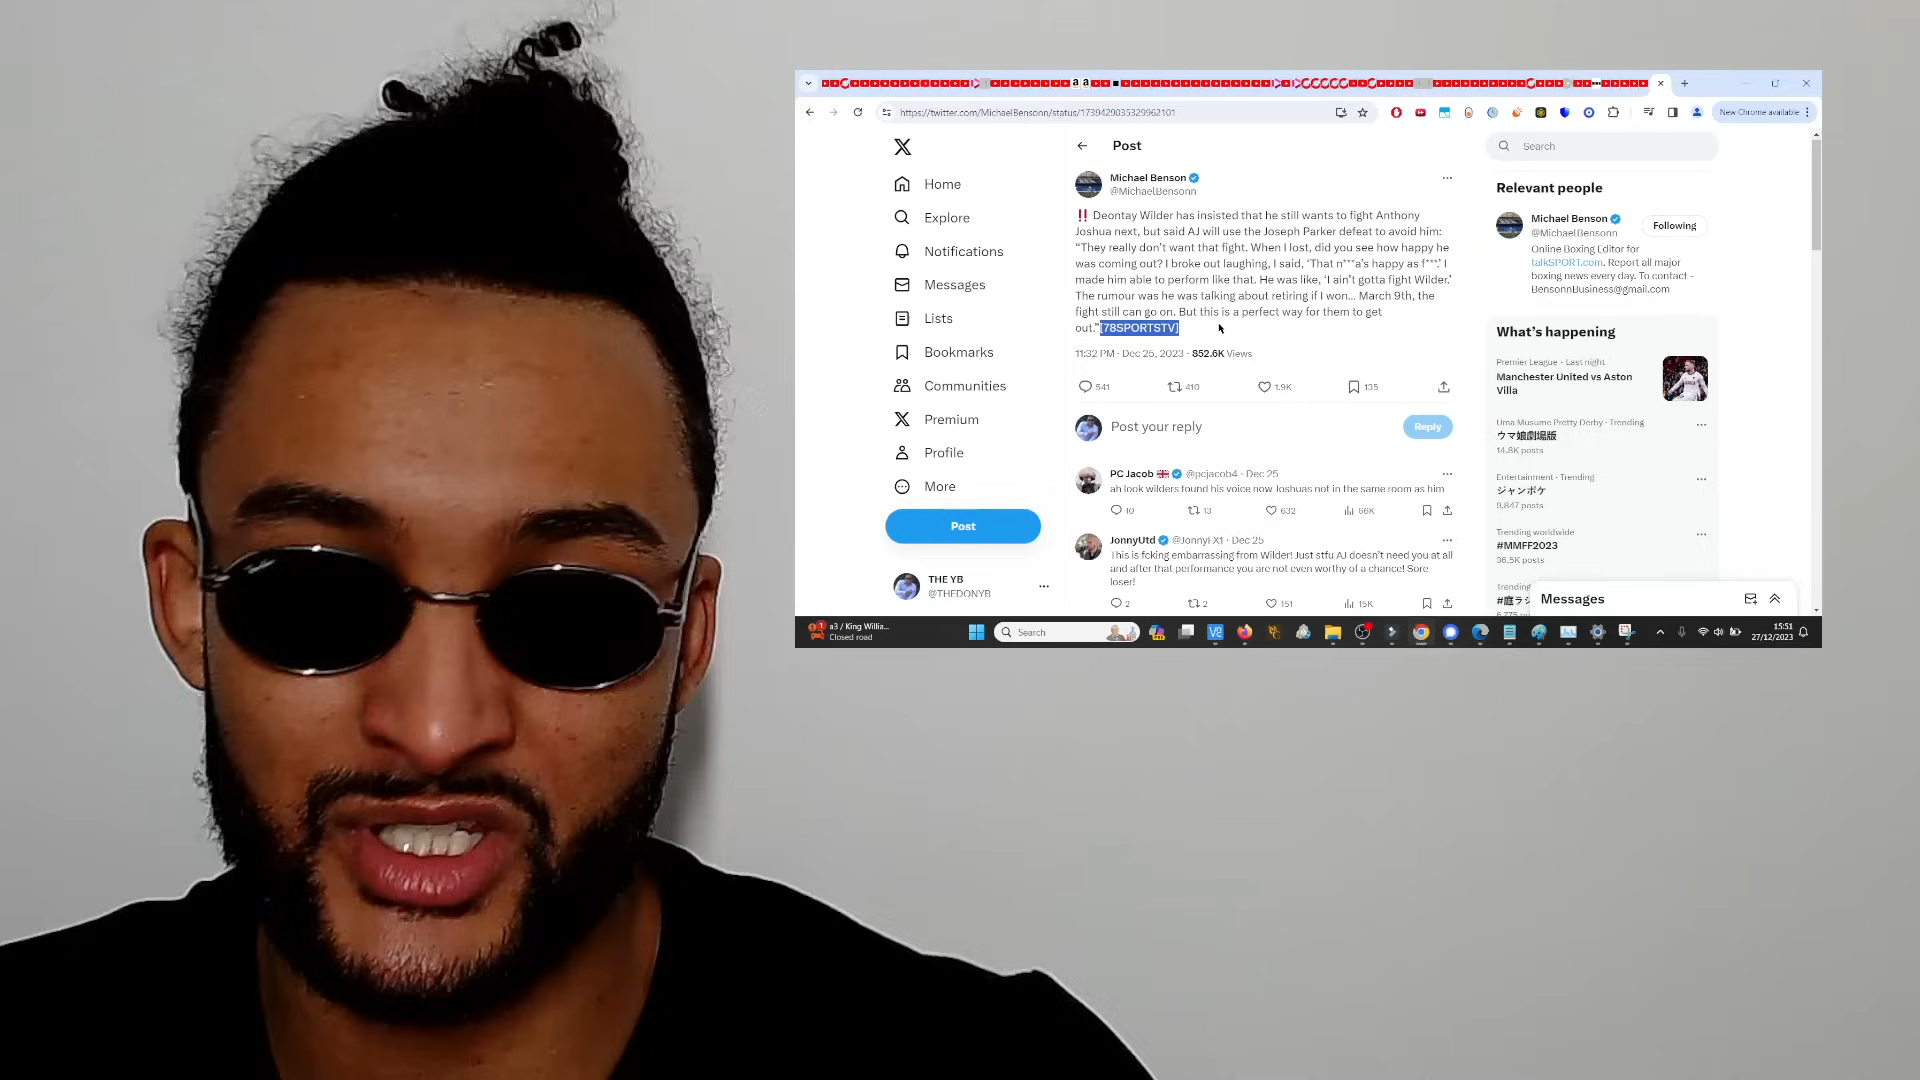 https://twitter.com/MichaelBensonn/status/1739429035329962101
New Chrome available
Home
Explore
Notifications
Messages
Lists
Bookmarks
Communities
Premium
Profile
More
Post
THE YB
@THEDONYB
Post
Michael Benson
@MichaelBensonn
‼ Deontay Wilder has insisted that he still wants to fight Anthony
Joshua next, but said AJ will use the Joseph Parker defeat to avoid him:
“They really don’t want that fight. When I lost, did you see how happy he
was coming out? I broke out laughing, I said, ‘That n***a’s happy as f***.’ I
made him able to perform like that. He was like, ‘I ain’t gotta fight Wilder.’
The rumour was he was talking about retiring if I won... March 9th, the
fight still can go on. But this is a perfect way for them to get
out.” [78SPORTSTV]
11:32 PM · Dec 25, 2023 · 852.6K Views
541 410 1.9K 135
Post your reply
Reply
PC Jacob 🇬🇧 @pcjacob4 · Dec 25
ah look wilders found his voice now Joshuas not in the same room as him
10 13 632 66K
JonnyUtd @JonnyFX1 · Dec 25
This is fcking embarrassing from Wilder! Just stfu AJ doesn’t need you at all
and after that performance you are not even worthy of a chance! Sore
loser!
2 2 151 15K
Search
Relevant people
Michael Benson
@MichaelBensonn
Following
Online Boxing Editor for
talkSPORT.com. Report all major
boxing news every day. To contact -
BensonnBusiness@gmail.com
What’s happening
Premier League · Last night
Manchester United vs Aston
Villa
Uma Musume Pretty Derby · Trending
ウマ娘劇場版
14.8K posts
Entertainment · Trending
ジャンポケ
9,847 posts
Trending worldwide
#MMFF2023
36.5K posts
Trending
Messages
a3 / King Willia...
Closed road
Search
15:51
27/12/2023